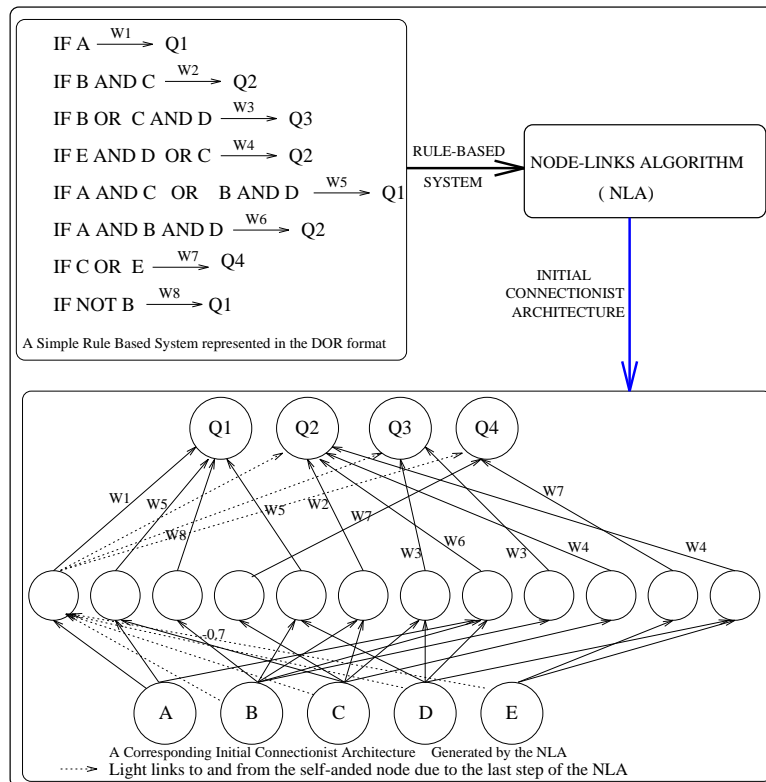 IF A W1 Q1
IF B AND C W2 Q2
IF B OR C AND D W3 Q3
IF E AND D OR C W4 Q2
IF A AND C OR B AND D W5 Q1
IF A AND B AND D W6 Q2
IF C OR E W7 Q4
IF NOT B W8 Q1
A Simple Rule Based System represented in the DOR format
RULE-BASED
SYSTEM
NODE-LINKS ALGORITHM
( NLA)
INITIAL
CONNECTIONIST
ARCHITECTURE
Q1 Q2 Q3 Q4
W1 W5 W8 W5 W2 W7 W3 W6 W3 W4 W7 W4
-0.7
A B C D E
A Corresponding Initial Connectionist Architecture Generated by the NLA
Light links to and from the self-anded node due to the last step of the NLA